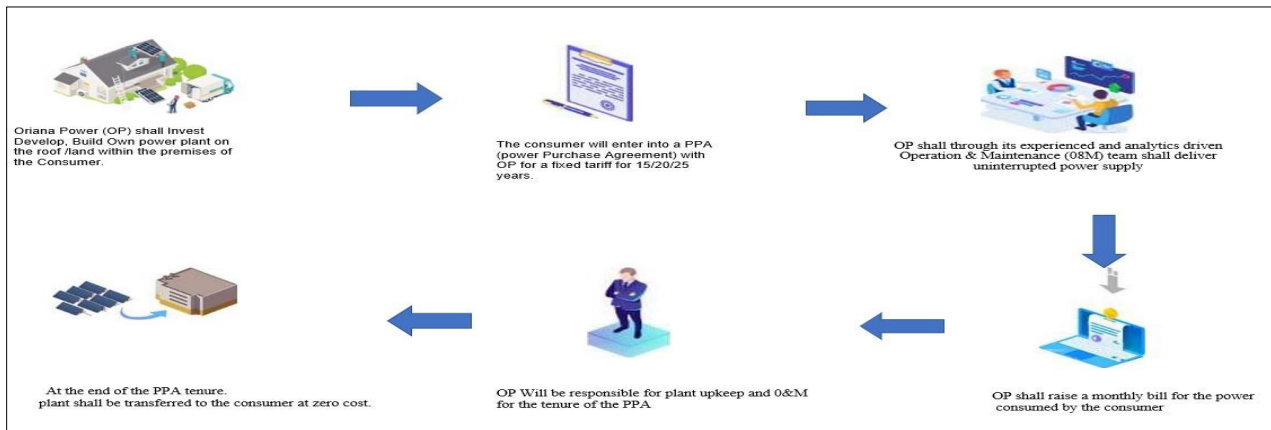 Oriana Power (OP) shall Invest
Develop, Build Own power plant on
the roof /land within the premises of
the Consumer.
The consumer will enter into a PPA
(power Purchase Agreement) with
OP for a fixed tariff for 15/20/25
years.
OP shall through its experienced and analytics driven
Operation & Maintenance (08M) team shall deliver
uninterrupted power supply
OP shall raise a monthly bill for the power
consumed by the consumer
OP Will be responsible for plant upkeep and 0&M
for the tenure of the PPA
At the end of the PPA tenure.
plant shall be transferred to the consumer at zero cost.